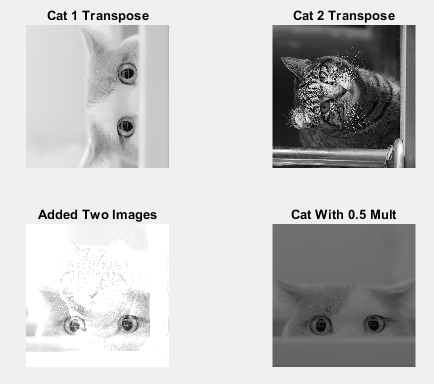 Cat 1 Transpose
Cat 2 Transpose
Added Two Images
Cat With 0.5 Mult